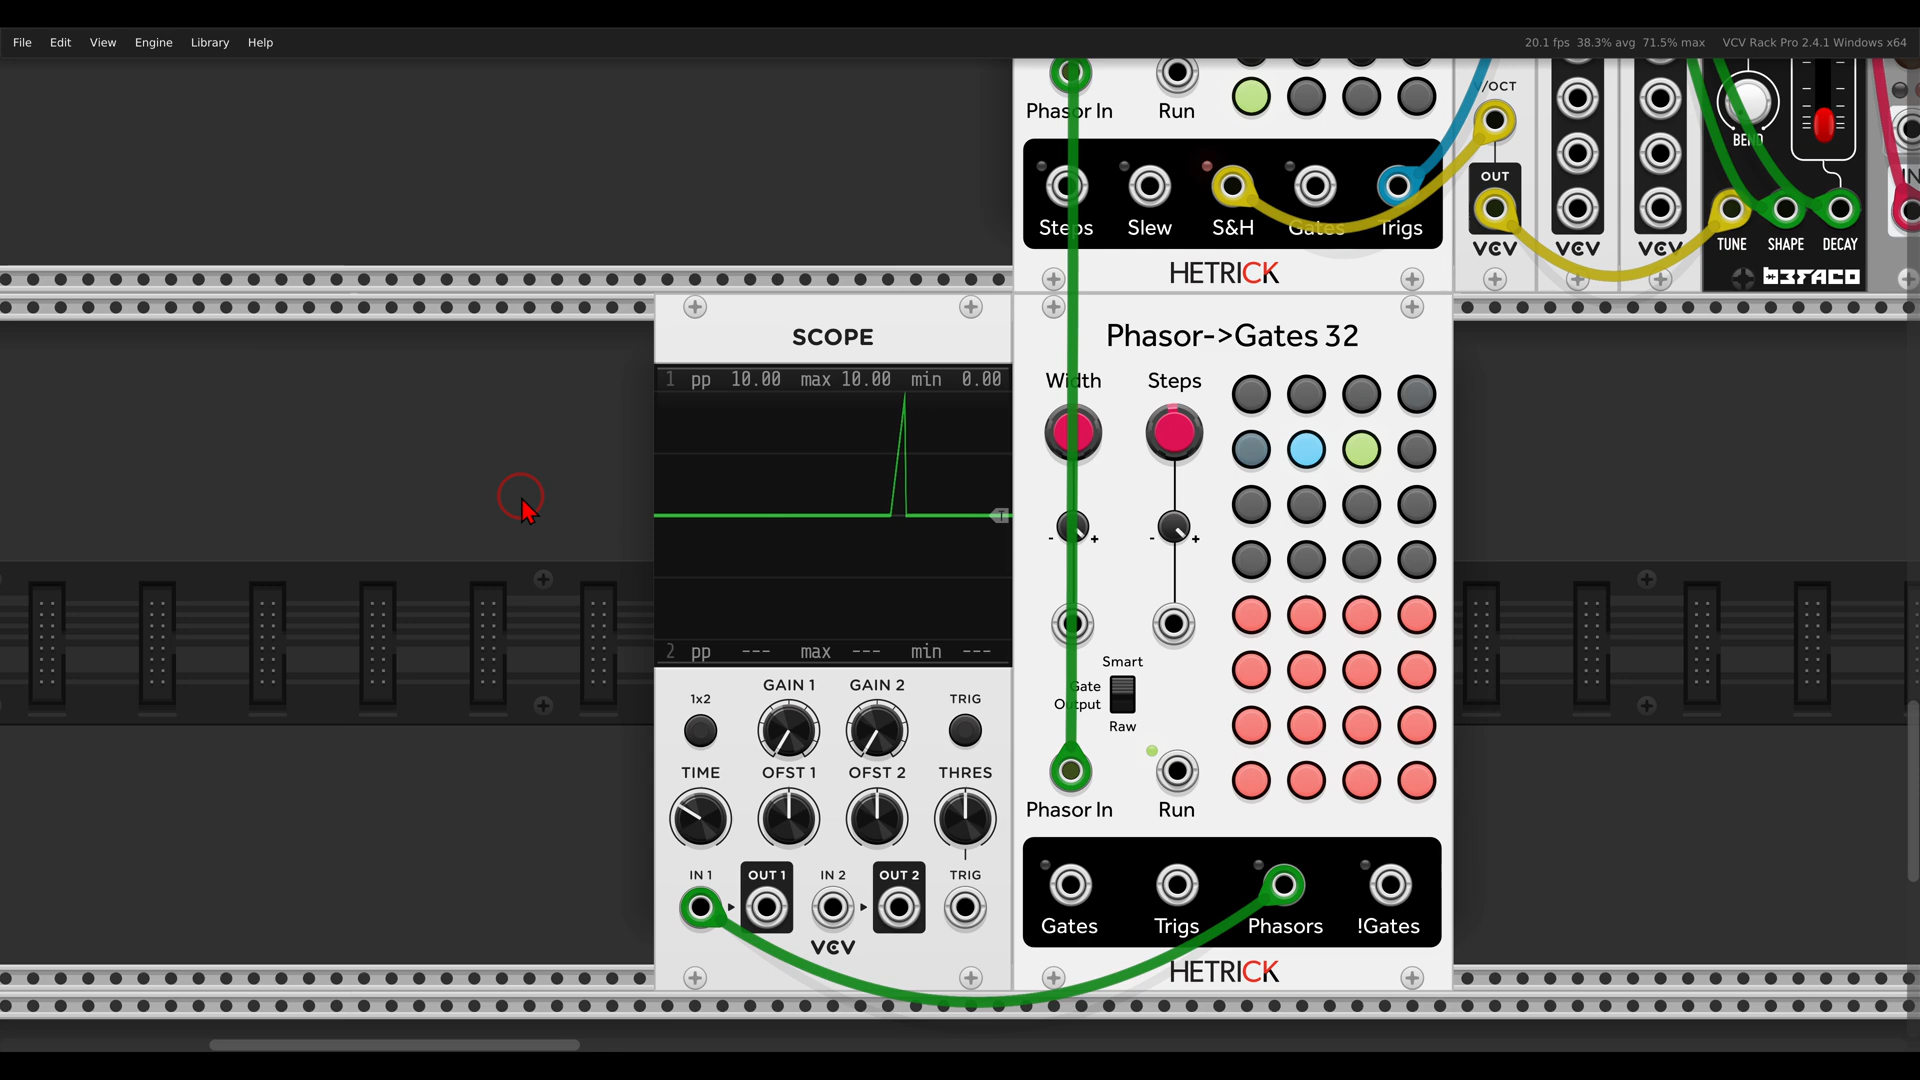 File Edit View Engine Library Help
20.1 fps 38.3% avg 71.5% max VCV Rack Pro 2.4.1 Windows x64
Phasor In Run
Steps Slew S&H Gates Trigs
HETRICK
V/OCT
OUT
VCV VCV VCV
BEND
TUNE SHAPE DECAY
B3FACO
IN
SCOPE
1 pp 10.00 max 10.00 min 0.00
T
2 pp --- max --- min ---
1x2 GAIN 1 GAIN 2 TRIG
TIME OFST 1 OFST 2 THRES
IN 1 OUT 1 IN 2 OUT 2 TRIG
VCV
Phasor->Gates 32
Width Steps
- + - +
Smart
Gate
Output
Raw
Phasor In Run
Gates Trigs Phasors !Gates
HETRICK